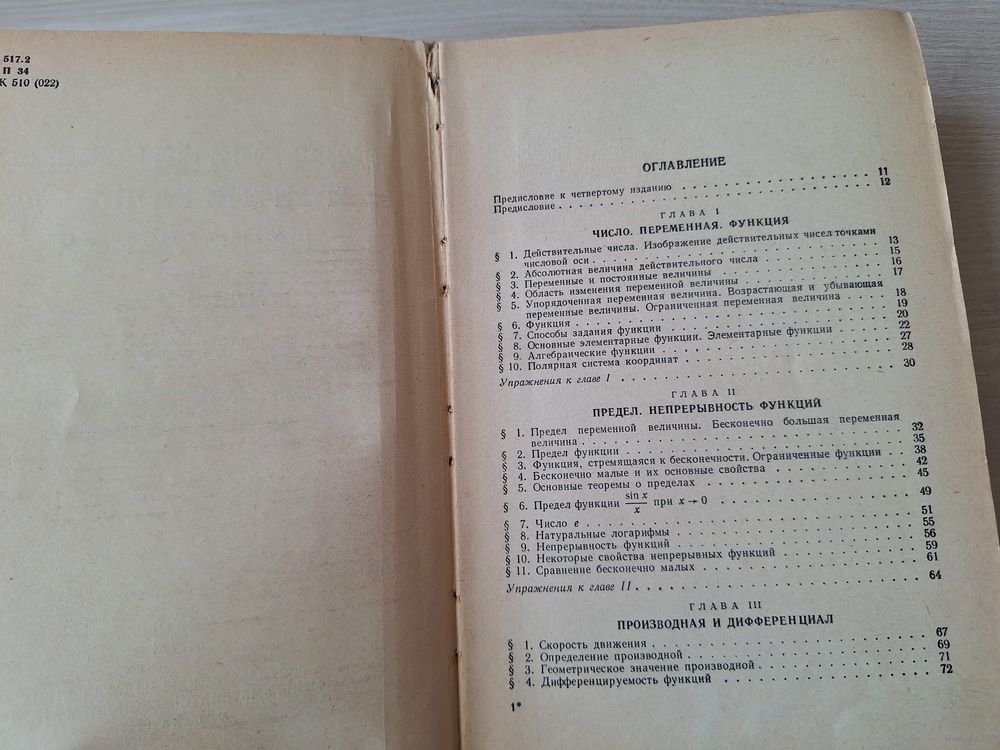 517.2
П 34
К 510 (022)
ОГЛАВЛЕНИЕ
Предисловие к четвертому изданию . . . . . . . . . . . . . . . . . 11
Предисловие . . . . . . . . . . . . . . . . . . . . . . . . . . . 12
ГЛАВА I
ЧИСЛО. ПЕРЕМЕННАЯ. ФУНКЦИЯ
§ 1. Действительные числа. Изображение действительных чисел точками
числовой оси . . . . . . . . . . . . . . . . . . . . . . . . 13
§ 2. Абсолютная величина действительного числа . . . . . . . . . 15
§ 3. Переменные и постоянные величины . . . . . . . . . . . . . 16
§ 4. Область изменения переменной величины . . . . . . . . . . . 17
§ 5. Упорядоченная переменная величина. Возрастающая и убывающая
переменные величины. Ограниченная переменная величина . . . . 18
§ 6. Функция . . . . . . . . . . . . . . . . . . . . . . . . . . 19
§ 7. Способы задания функции . . . . . . . . . . . . . . . . . . 20
§ 8. Основные элементарные функции. Элементарные функции . . . . 22
§ 9. Алгебраические функции . . . . . . . . . . . . . . . . . . 27
§ 10. Полярная система координат . . . . . . . . . . . . . . . . 28
Упражнения к главе I . . . . . . . . . . . . . . . . . . . . . . 30
ГЛАВА II
ПРЕДЕЛ. НЕПРЕРЫВНОСТЬ ФУНКЦИЙ
§ 1. Предел переменной величины. Бесконечно большая переменная
величина . . . . . . . . . . . . . . . . . . . . . . . . . . 32
§ 2. Предел функции . . . . . . . . . . . . . . . . . . . . . . 35
§ 3. Функция, стремящаяся к бесконечности. Ограниченные функции . . 38
§ 4. Бесконечно малые и их основные свойства . . . . . . . . . . 42
§ 5. Основные теоремы о пределах . . . . . . . . . . . . . . . . 45
§ 6. Предел функции sin x / x при x → 0 . . . . . . . . . . . . 49
§ 7. Число e . . . . . . . . . . . . . . . . . . . . . . . . . . 51
§ 8. Натуральные логарифмы . . . . . . . . . . . . . . . . . . . 55
§ 9. Непрерывность функций . . . . . . . . . . . . . . . . . . . 56
§ 10. Некоторые свойства непрерывных функций . . . . . . . . . . 59
§ 11. Сравнение бесконечно малых . . . . . . . . . . . . . . . . 61
Упражнения к главе II . . . . . . . . . . . . . . . . . . . . . . 64
ГЛАВА III
ПРОИЗВОДНАЯ И ДИФФЕРЕНЦИАЛ
§ 1. Скорость движения . . . . . . . . . . . . . . . . . . . . . 67
§ 2. Определение производной . . . . . . . . . . . . . . . . . . 69
§ 3. Геометрическое значение производной . . . . . . . . . . . . 71
§ 4. Дифференцируемость функций . . . . . . . . . . . . . . . . 72
1*